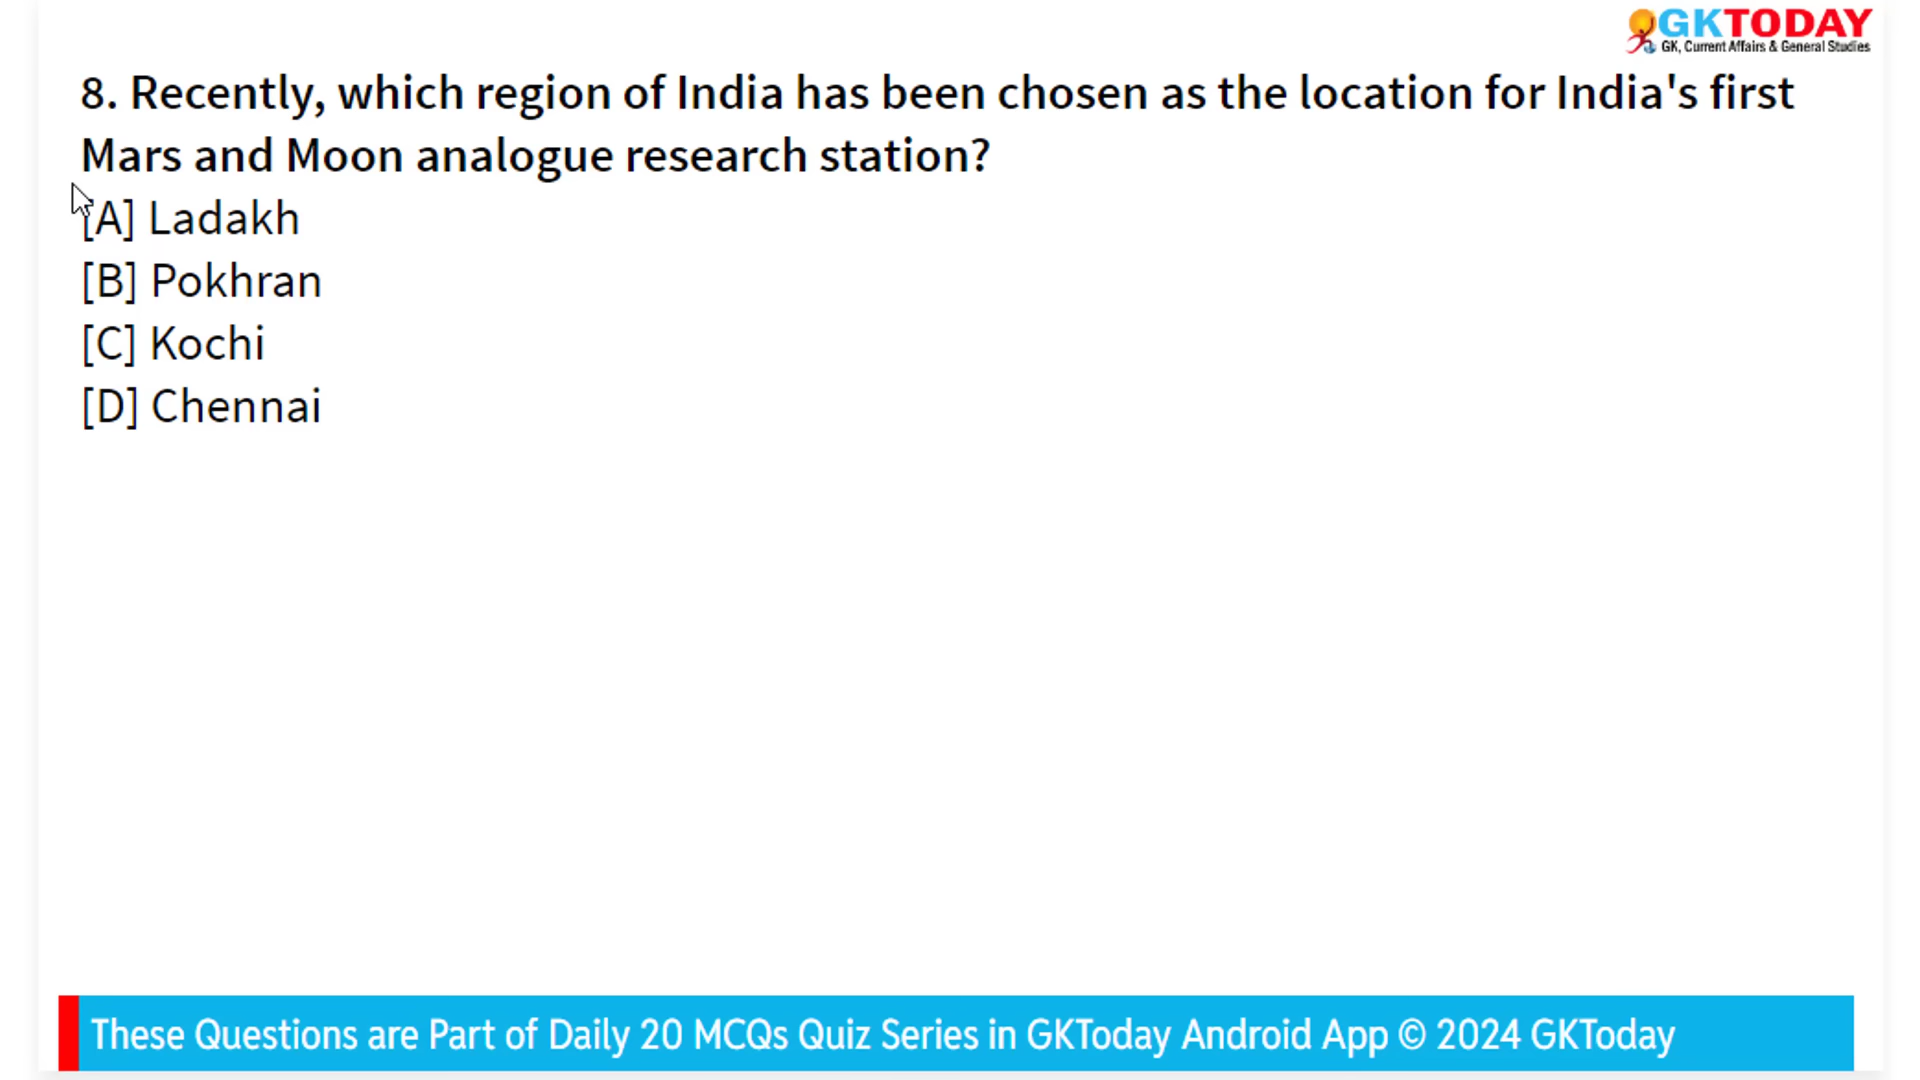 GKTODAY
GK, Current Affairs & General Studies
8. Recently, which region of India has been chosen as the location for India's first
Mars and Moon analogue research station?
[A] Ladakh
[B] Pokhran
[C] Kochi
[D] Chennai
These Questions are Part of Daily 20 MCQs Quiz Series in GKToday Android App © 2024 GKToday